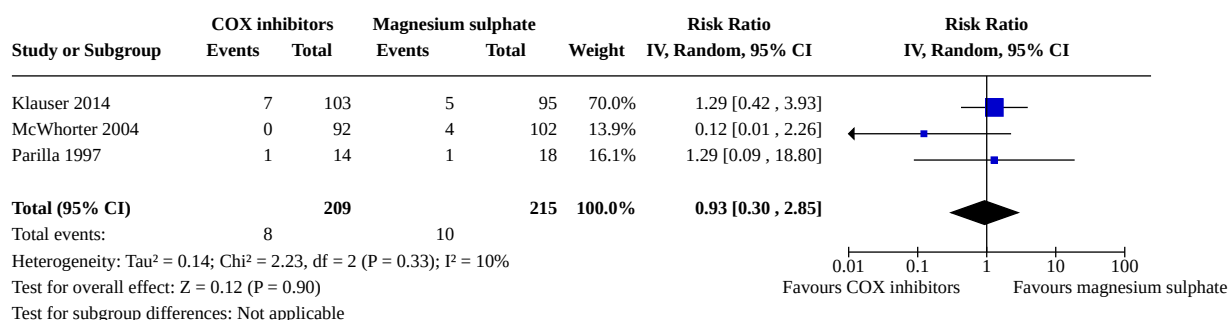 COX inhibitors Magnesium sulphate Risk Ratio Risk Ratio
Study or Subgroup Events Total Events Total Weight IV, Random, 95% CI IV, Random, 95% CI
Klauser 2014 7 103 5 95 70.0% 1.29 [0.42 , 3.93]
McWhorter 2004 0 92 4 102 13.9% 0.12 [0.01 , 2.26]
Parilla 1997 1 14 1 18 16.1% 1.29 [0.09 , 18.80]
Total (95% CI) 209 215 100.0% 0.93 [0.30 , 2.85]
Total events: 8 10
Heterogeneity: Tau² = 0.14; Chi² = 2.23, df = 2 (P = 0.33); I² = 10%
0.01 0.1 1 10 100
Test for overall effect: Z = 0.12 (P = 0.90) Favours COX inhibitors Favours magnesium sulphate
Test for subgroup differences: Not applicable